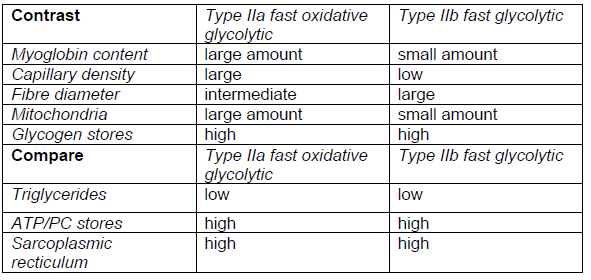 Contrast Type IIa fast oxidative glycolytic Type IIb fast glycolytic
Myoglobin content large amount small amount
Capillary density large low
Fibre diameter intermediate large
Mitochondria large amount small amount
Glycogen stores high high
Compare Type IIa fast oxidative glycolytic Type IIb fast glycolytic
Triglycerides low low
ATP/PC stores high high
Sarcoplasmic recticulum high high